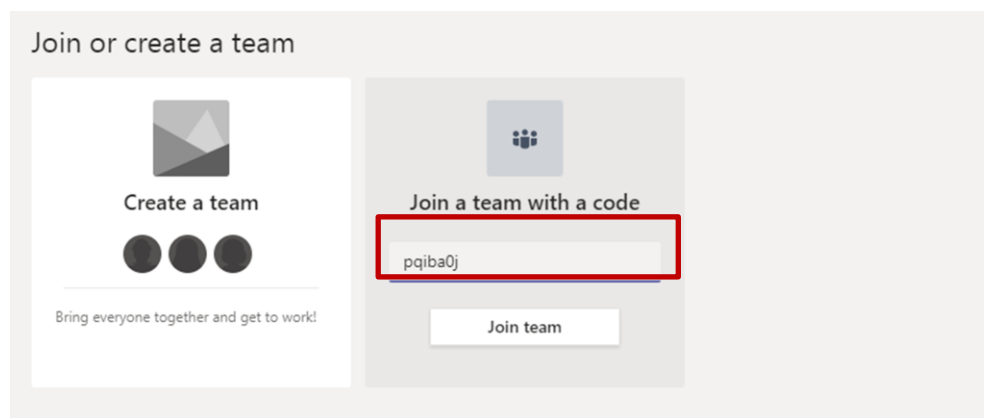 Join or create a team
Create a team
Bring everyone together and get to work!
Join a team with a code
pqiba0j
Join team